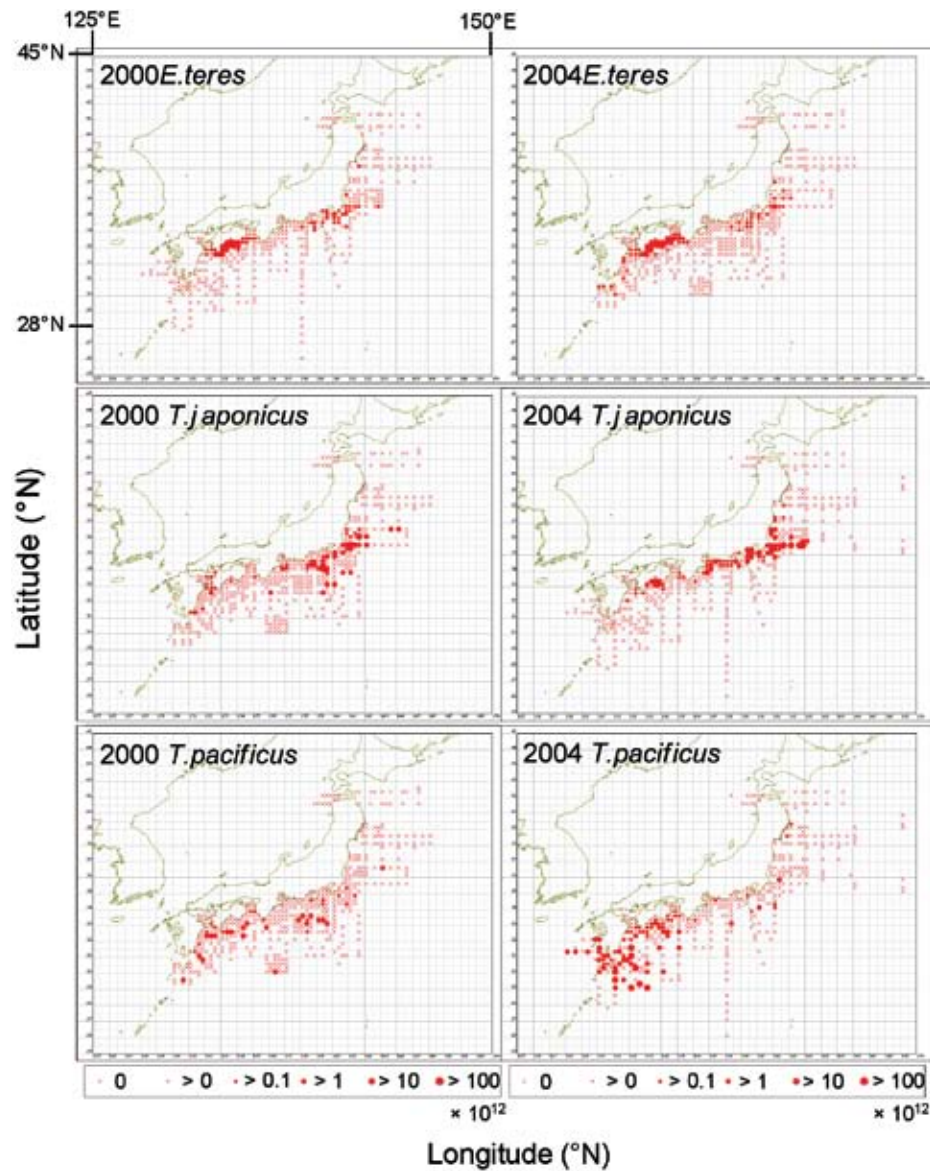 125°E 150°E
45°N
2000E.teres 2004E.teres
28°N
2000 T.japonicus 2004 T.japonicus
Latitude (°N)
2000 T.pacificus 2004 T.pacificus
0 > 0 > 0.1 > 1 > 10 > 100 0 > 0 > 0.1 > 1 > 10 > 100
× 10¹² × 10¹²
Longitude (°N)